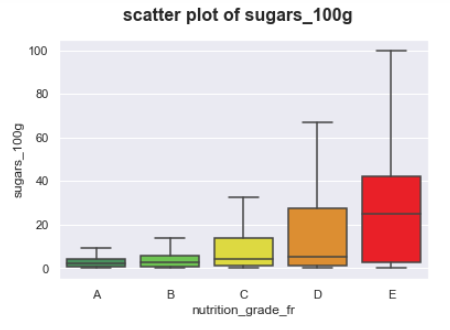 scatter plot of sugars_100g
100
80
60
40
20
0
sugars_100g
A B C D E
nutrition_grade_fr